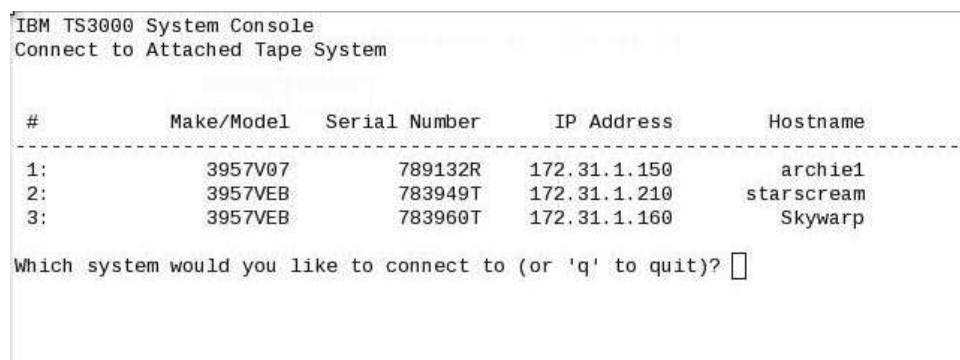 IBM TS3000 System Console
Connect to Attached Tape System
# Make/Model Serial Number IP Address Hostname
--------------------------------------------------------------------------------
1: 3957V07 789132R 172.31.1.150 archie1
2: 3957VEB 783949T 172.31.1.210 starscream
3: 3957VEB 783960T 172.31.1.160 Skywarp
Which system would you like to connect to (or 'q' to quit)?